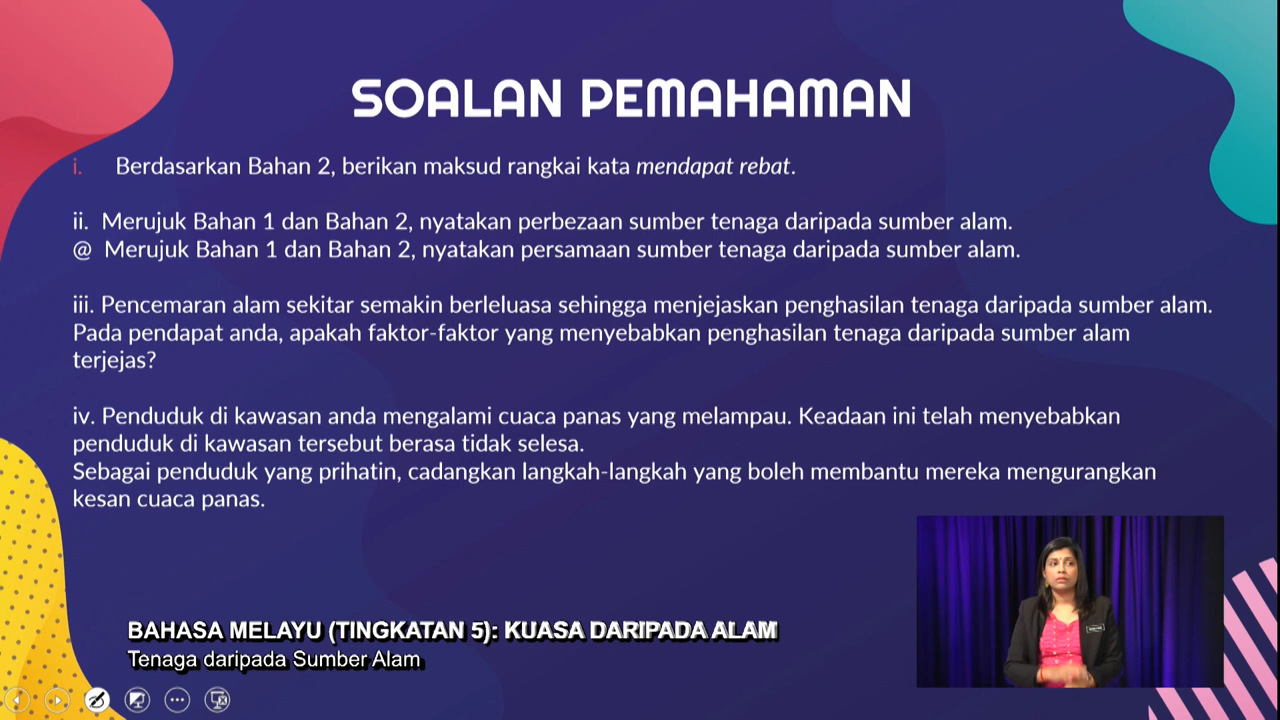 SOALAN PEMAHAMAN
i. Berdasarkan Bahan 2, berikan maksud rangkai kata mendapat rebat.
ii. Merujuk Bahan 1 dan Bahan 2, nyatakan perbezaan sumber tenaga daripada sumber alam.
@ Merujuk Bahan 1 dan Bahan 2, nyatakan persamaan sumber tenaga daripada sumber alam.
iii. Pencemaran alam sekitar semakin berleluasa sehingga menjejaskan penghasilan tenaga daripada sumber alam.
Pada pendapat anda, apakah faktor-faktor yang menyebabkan penghasilan tenaga daripada sumber alam
terjejas?
iv. Penduduk di kawasan anda mengalami cuaca panas yang melampau. Keadaan ini telah menyebabkan
penduduk di kawasan tersebut berasa tidak selesa.
Sebagai penduduk yang prihatin, cadangkan langkah-langkah yang boleh membantu mereka mengurangkan
kesan cuaca panas.
BAHASA MELAYU (TINGKATAN 5): KUASA DARIPADA ALAM
Tenaga daripada Sumber Alam